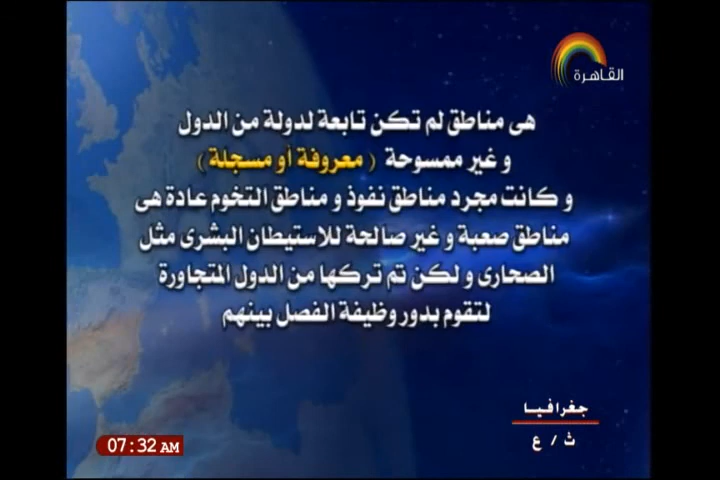 القاهرة
هى مناطق لم تكن تابعة لدولة من الدول
و غير ممسوحة ( معروفة أو مسجلة )
و كانت مجرد مناطق نفوذ و مناطق التخوم عادة هى
مناطق صعبة و غير صالحة للاستيطان البشرى مثل
الصحارى و لكن تم تركها من الدول المتجاورة
لتقوم بدور وظيفة الفصل بينهم
جغرافيا
ث / ع
07:32 AM